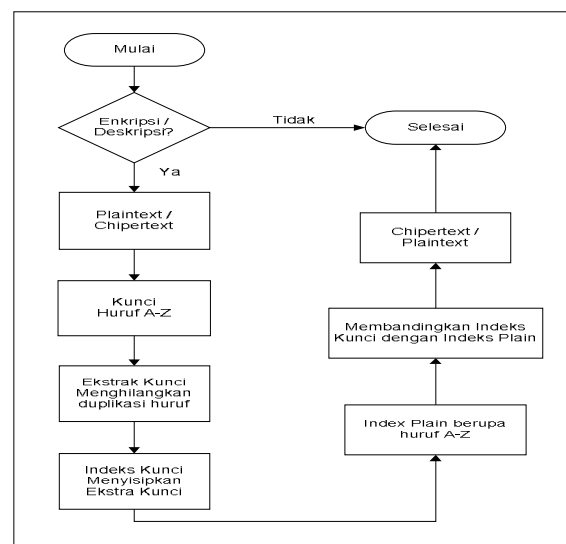 Mulai
Enkripsi /
Deskripsi?
Tidak
Selesai
Ya
Plaintext /
Chipertext
Kunci
Huruf A-Z
Ekstrak Kunci
Menghilangkan
duplikasi huruf
Indeks Kunci
Menyisipkan
Ekstra Kunci
Index Plain berupa
huruf A-Z
Membandingkan Indeks
Kunci dengan Indeks Plain
Chipertext /
Plaintext